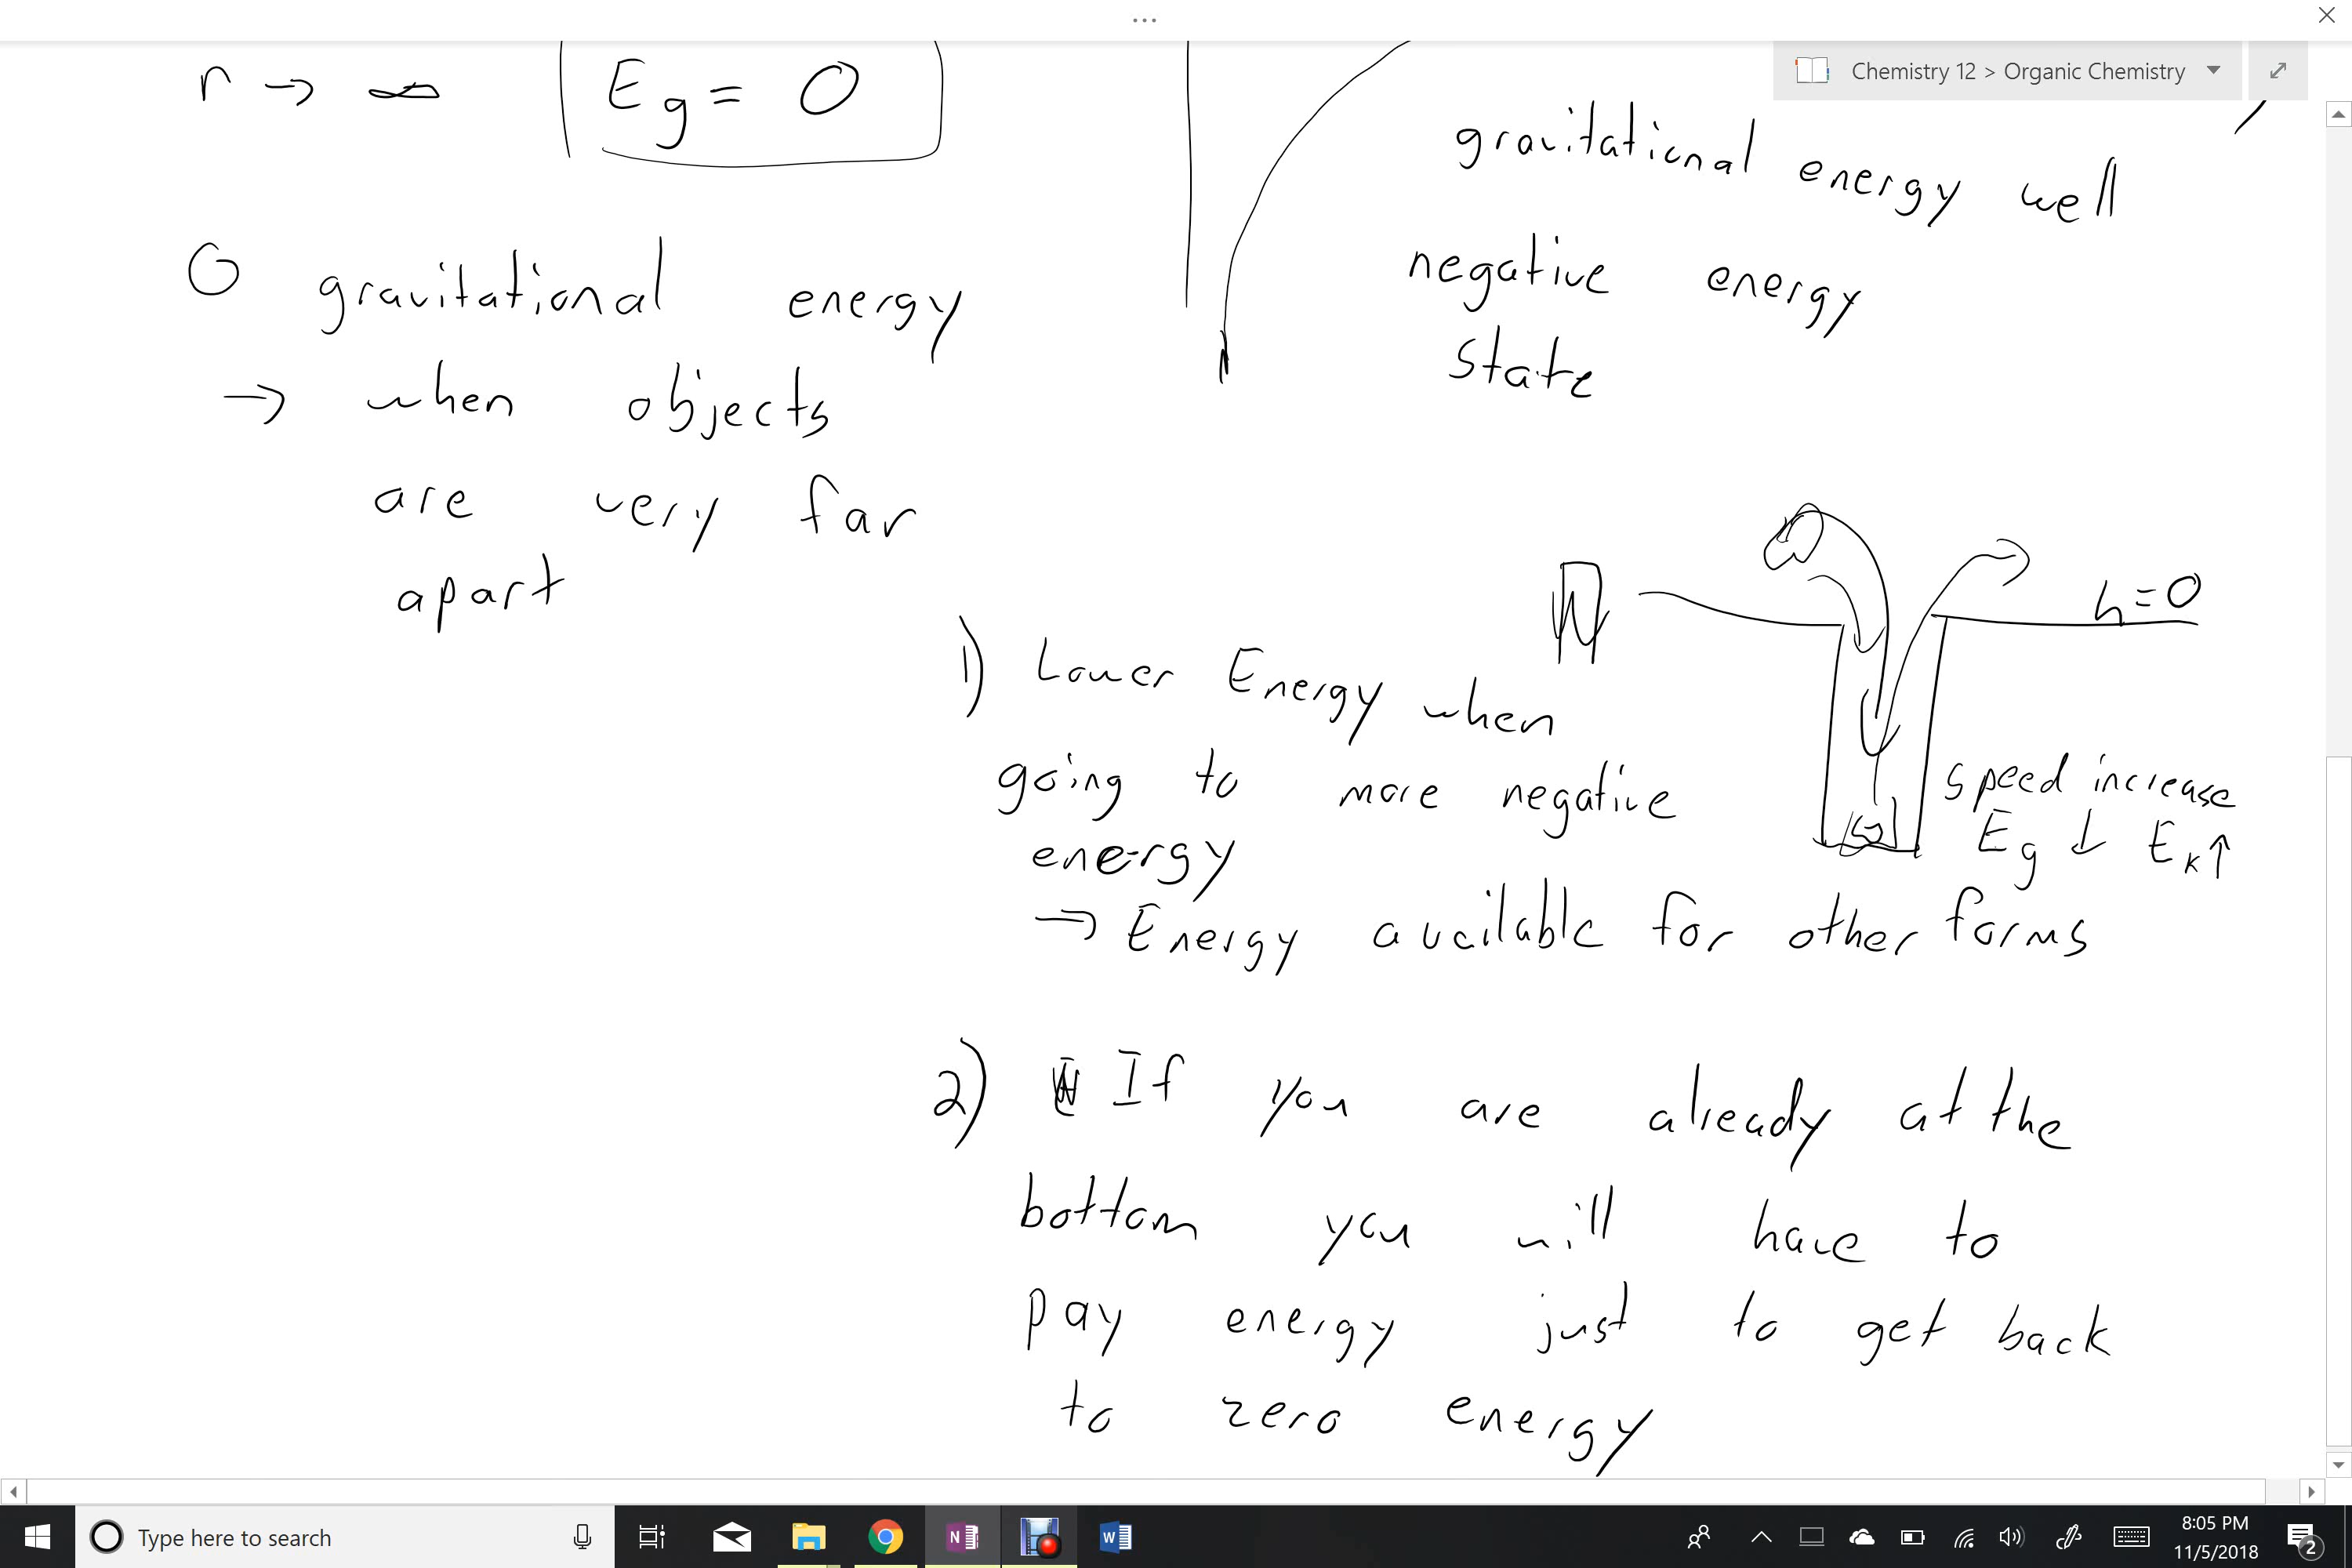 ...
Chemistry 12 > Organic Chemistry
r → ∞ Eg = 0
gravitational energy well
negative energy
state
0 gravitational energy
→ when objects
are very far
apart
h=0
1) Lower Energy when
going to more negative
energy
→ Energy available for other forms
speed increase
Eg ↓ Ek↑
2) If you are already at the
bottom you will have to
pay energy just to get back
to zero energy
Type here to search
N
W
8:05 PM
11/5/2018
2